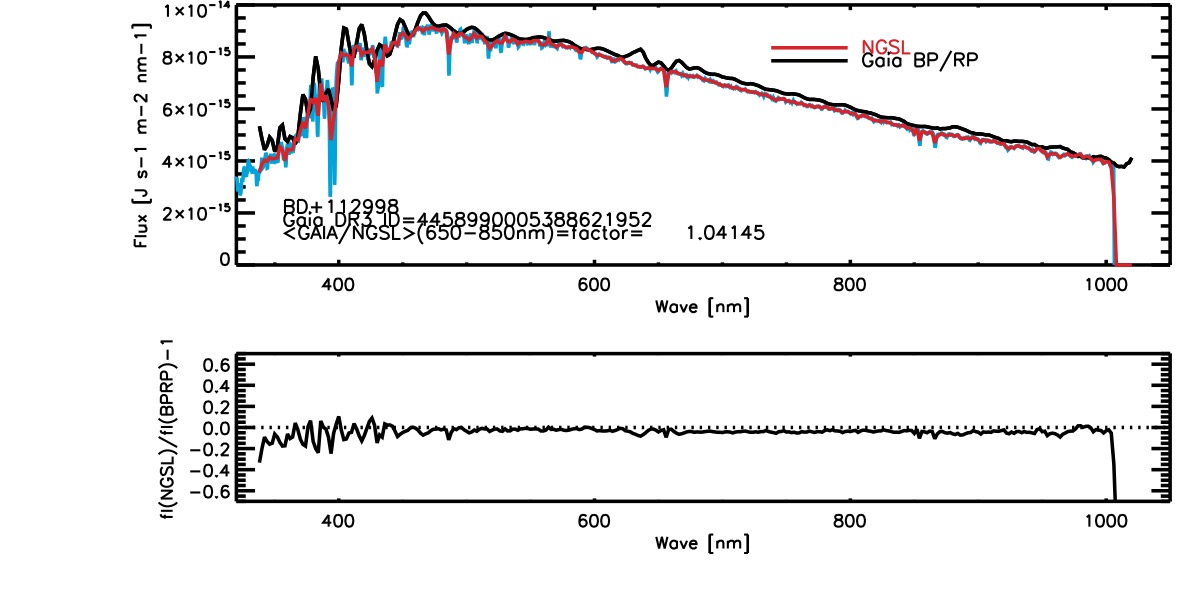 1×10⁻¹⁴
8×10⁻¹⁵
6×10⁻¹⁵
4×10⁻¹⁵
2×10⁻¹⁵
0
Flux [J s−1 m−2 nm−1]
NGSL
Gaia BP/RP
BD+112998
Gaia DR3 ID=4458990005388621952
<GAIA/NGSL>(650−850nm)=factor= 1.04145
400 600 800 1000
Wave [nm]
fl(NGSL)/fl(BPRP)−1
0.6
0.4
0.2
0.0
−0.2
−0.4
−0.6
400 600 800 1000
Wave [nm]